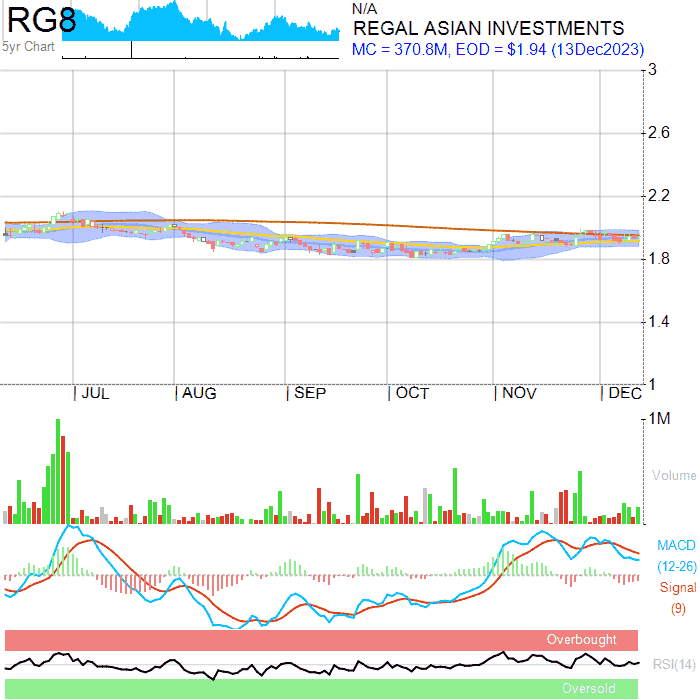 RG8
5yr Chart
N/A
REGAL ASIAN INVESTMENTS
MC = 370.8M, EOD = $1.94 (13Dec2023)
3
2.6
2.2
1.8
1.4
1
| JUL | AUG | SEP | OCT | NOV | DEC
1M
Volume
MACD
(12-26)
Signal
(9)
Overbought
RSI(14)
Oversold